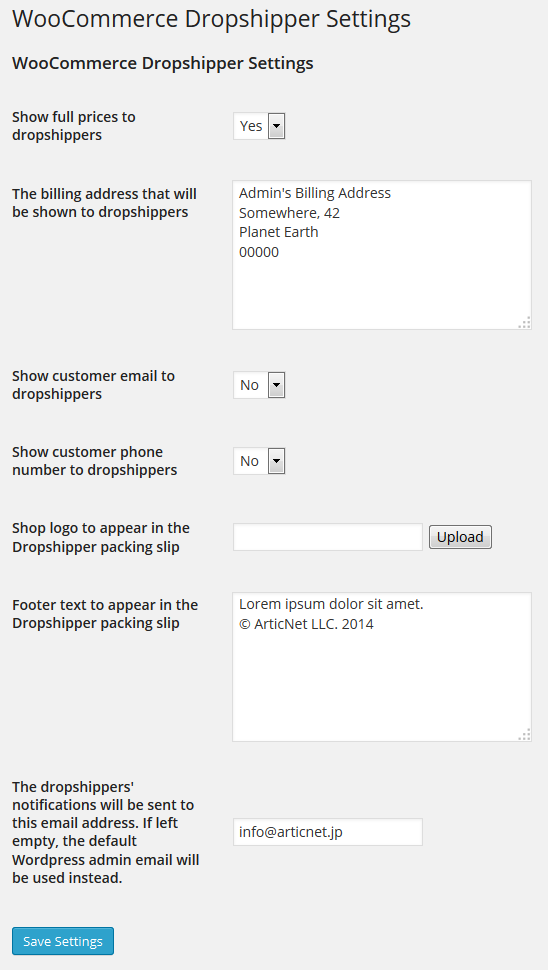 WooCommerce Dropshipper Settings
WooCommerce Dropshipper Settings
Show full prices to
dropshippers
Yes
The billing address that will
be shown to dropshippers
Admin's Billing Address
Somewhere, 42
Planet Earth
00000
Show customer email to
dropshippers
No
Show customer phone
number to dropshippers
No
Shop logo to appear in the
Dropshipper packing slip
Upload
Footer text to appear in the
Dropshipper packing slip
Lorem ipsum dolor sit amet.
© ArticNet LLC. 2014
The dropshippers'
notifications will be sent to
this email address. If left
empty, the default
Wordpress admin email will
be used instead.
info@articnet.jp
Save Settings